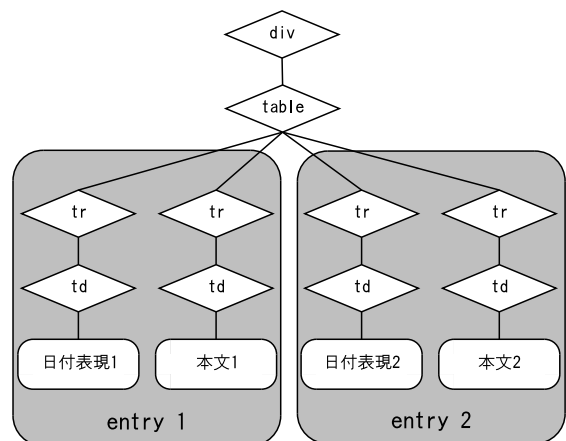 div
table
tr tr tr tr
td td td td
日付表現1 本文1 日付表現2 本文2
entry 1 entry 2